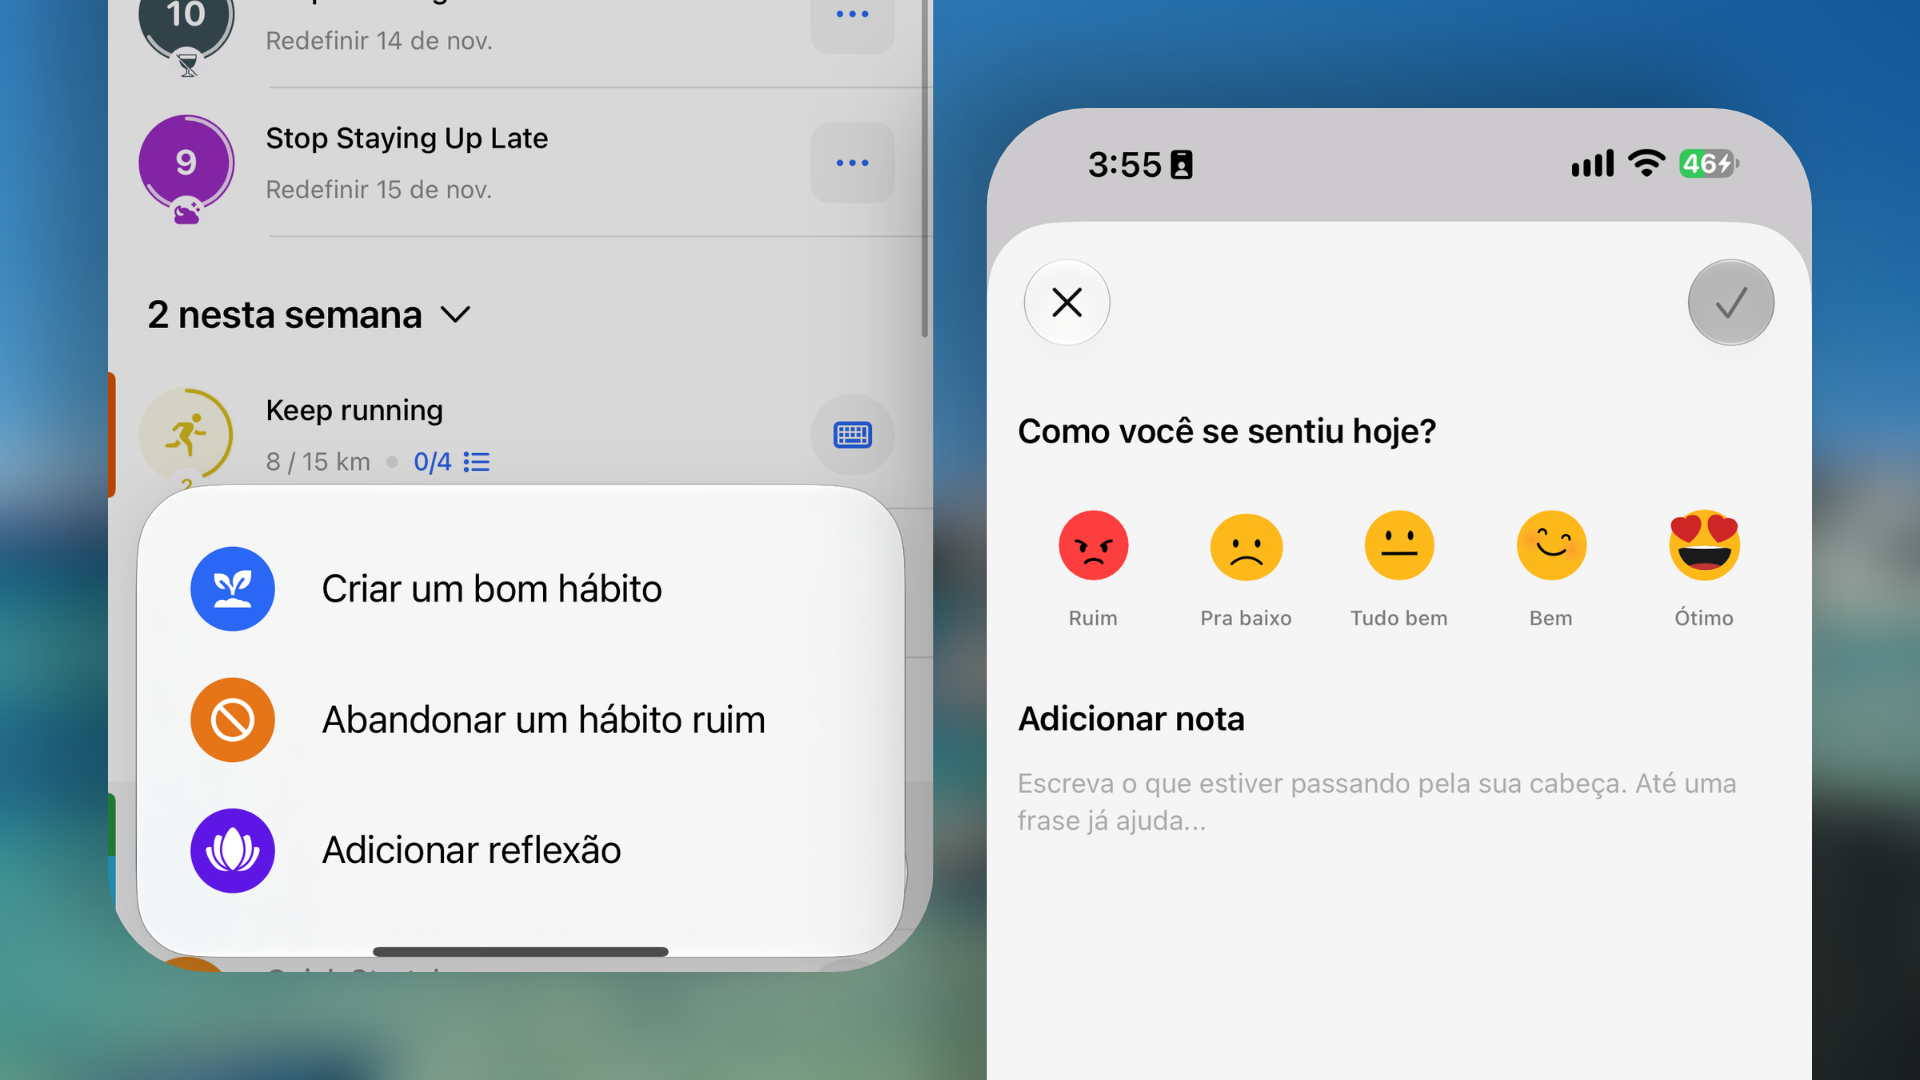 10
Redefinir 14 de nov.
9
Stop Staying Up Late
Redefinir 15 de nov.
2 nesta semana
Keep running
8 / 15 km
0/4
2
Criar um bom hábito
Abandonar um hábito ruim
Adicionar reflexão
3:55
46
Como você se sentiu hoje?
Ruim
Pra baixo
Tudo bem
Bem
Ótimo
Adicionar nota
Escreva o que estiver passando pela sua cabeça. Até uma
frase já ajuda...